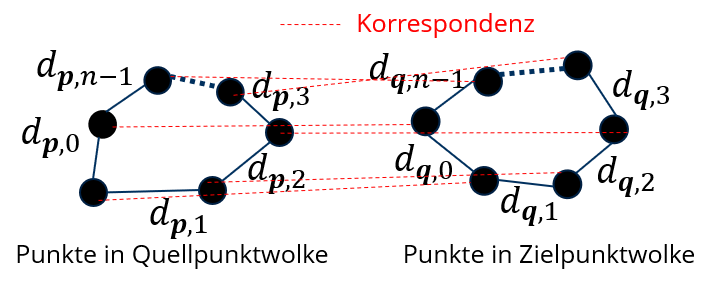 Korrespondenz
d_{p,n−1}
d_{p,3}
d_{q,n−1}
d_{q,3}
d_{p,0}
d_{p,2}
d_{q,0}
d_{q,2}
d_{p,1}
d_{q,1}
Punkte in Quellpunktwolke
Punkte in Zielpunktwolke